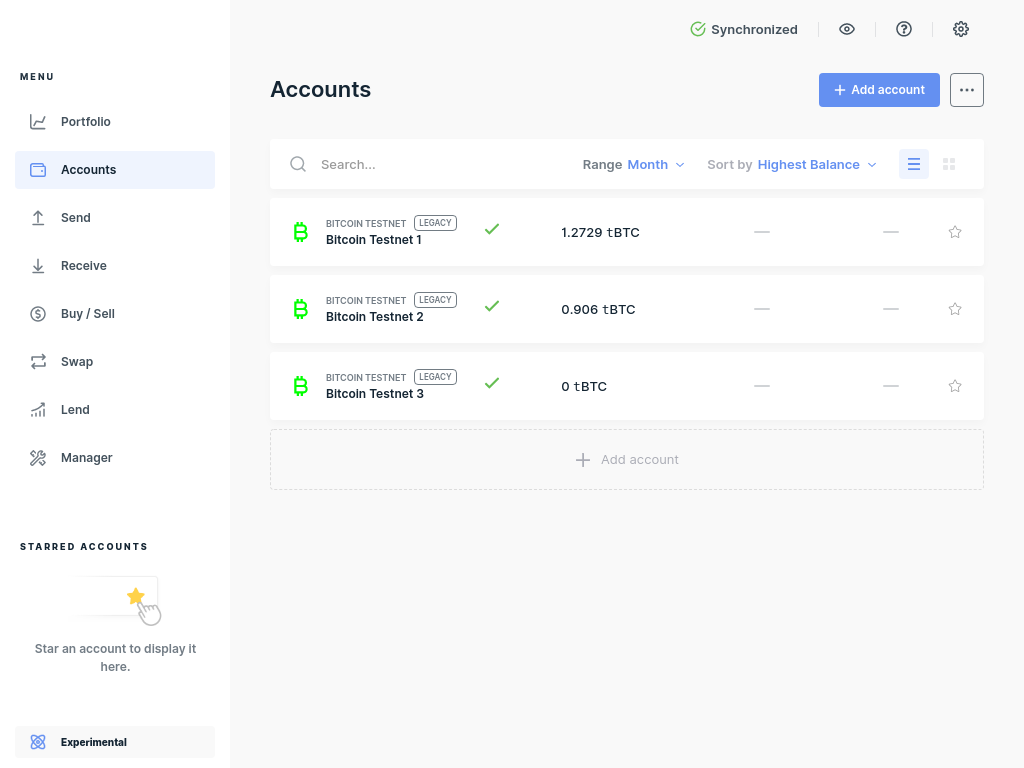 Synchronized
MENU
Portfolio
Accounts
Send
Receive
Buy / Sell
Swap
Lend
Manager
STARRED ACCOUNTS
Star an account to display it
here.
Experimental
Accounts
Add account
Search...
Range Month
Sort by Highest Balance
BITCOIN TESTNET LEGACY
Bitcoin Testnet 1
1.2729 tBTC
—
—
BITCOIN TESTNET LEGACY
Bitcoin Testnet 2
0.906 tBTC
—
—
BITCOIN TESTNET LEGACY
Bitcoin Testnet 3
0 tBTC
—
—
Add account